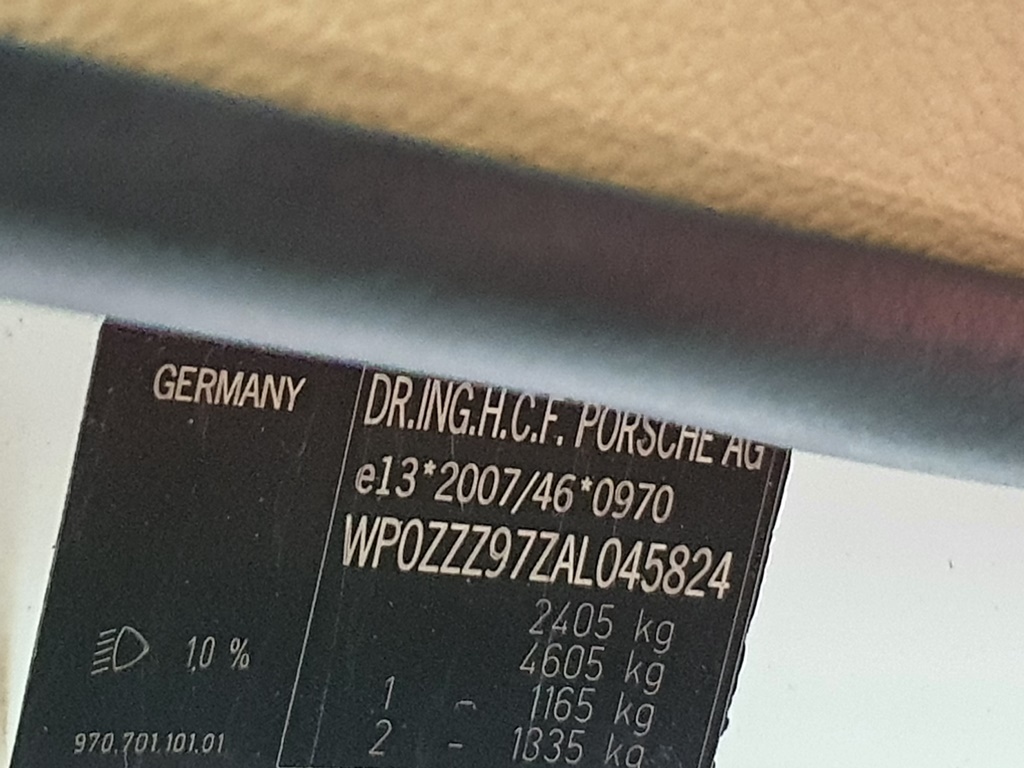 GERMANY
DR.ING.H.C.F. PORSCHE AG
e13*2007/46*0970
WP0ZZZ97ZAL045824
2405 kg
4605 kg
1 - 1165 kg
2 - 1335 kg
1,0 %
970.701.101.01